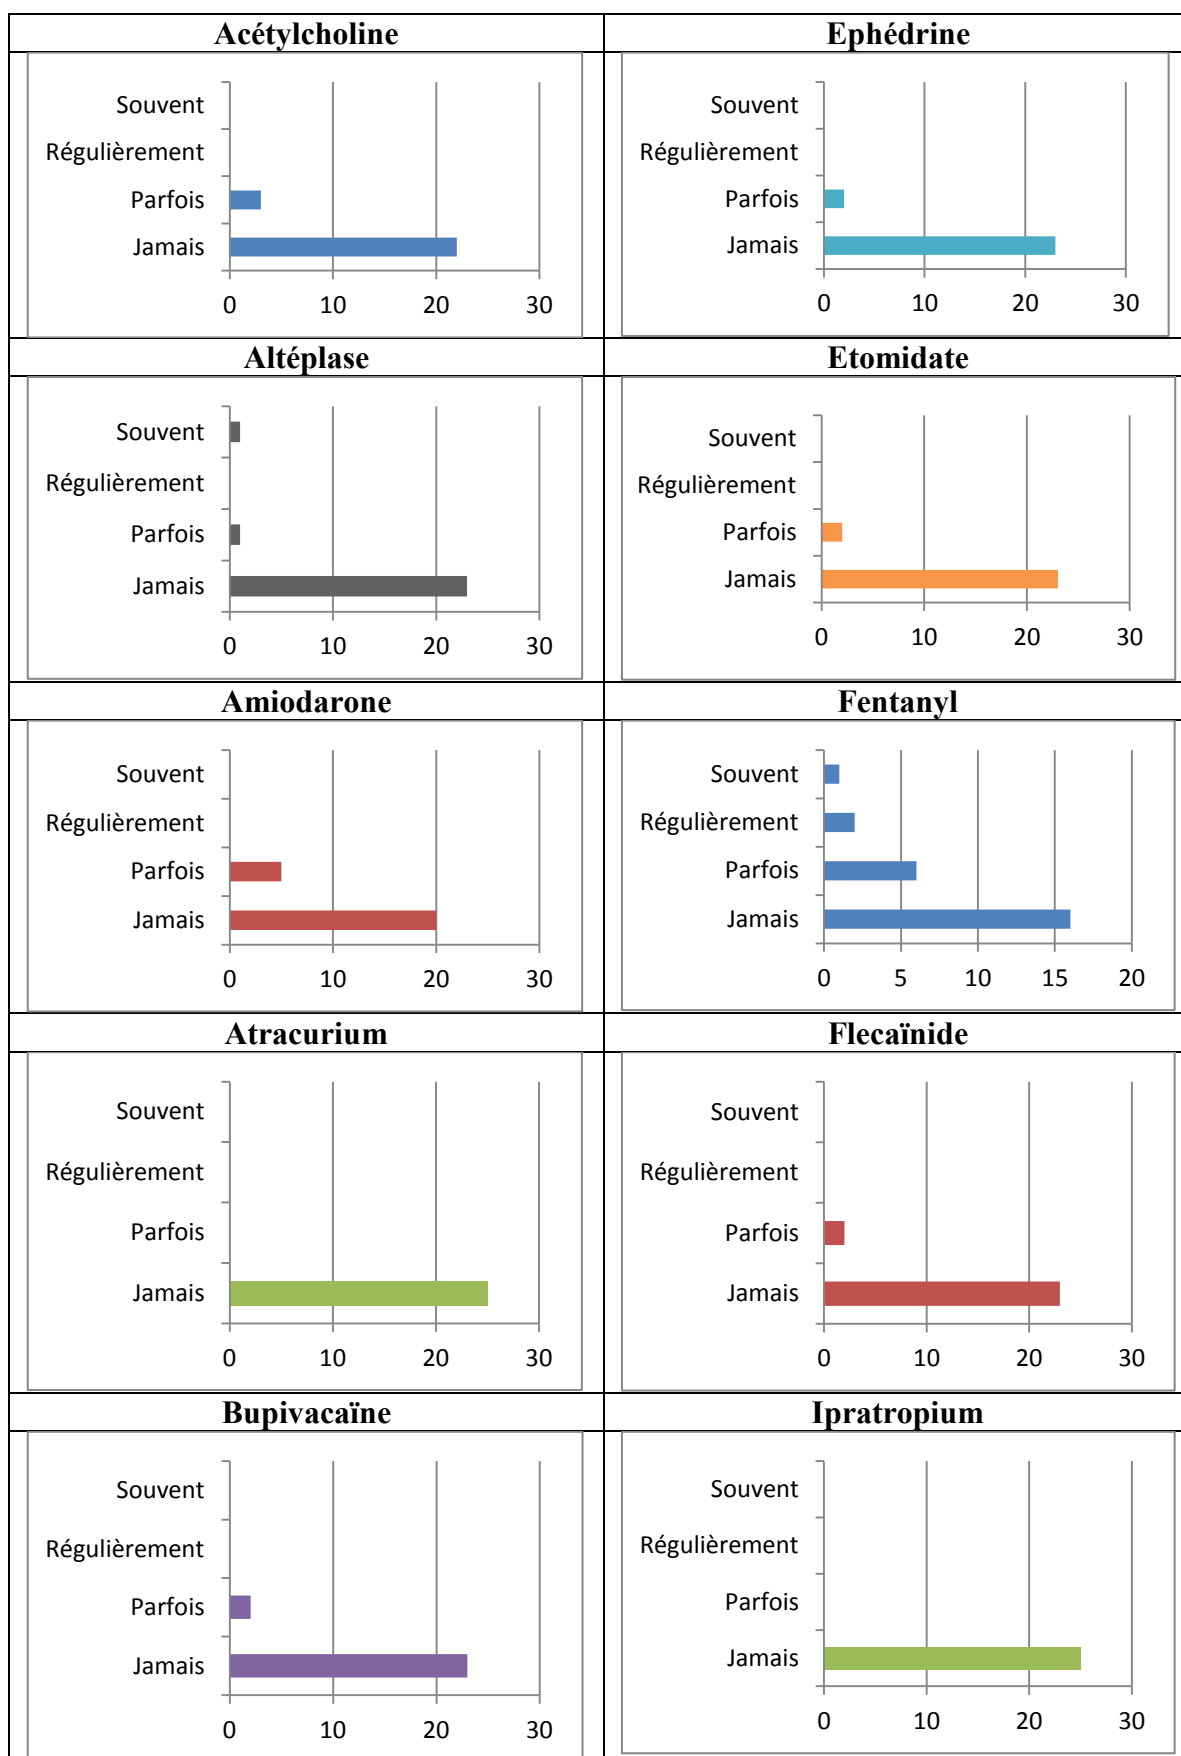 Acétylcholine
Souvent
Régulièrement
Parfois
Jamais
0 10 20 30
Ephédrine
Souvent
Régulièrement
Parfois
Jamais
0 10 20 30
Altéplase
Souvent
Régulièrement
Parfois
Jamais
0 10 20 30
Etomidate
Souvent
Régulièrement
Parfois
Jamais
0 10 20 30
Amiodarone
Souvent
Régulièrement
Parfois
Jamais
0 10 20 30
Fentanyl
Souvent
Régulièrement
Parfois
Jamais
0 5 10 15 20
Atracurium
Souvent
Régulièrement
Parfois
Jamais
0 10 20 30
Flecaïnide
Souvent
Régulièrement
Parfois
Jamais
0 10 20 30
Bupivacaïne
Souvent
Régulièrement
Parfois
Jamais
0 10 20 30
Ipratropium
Souvent
Régulièrement
Parfois
Jamais
0 10 20 30